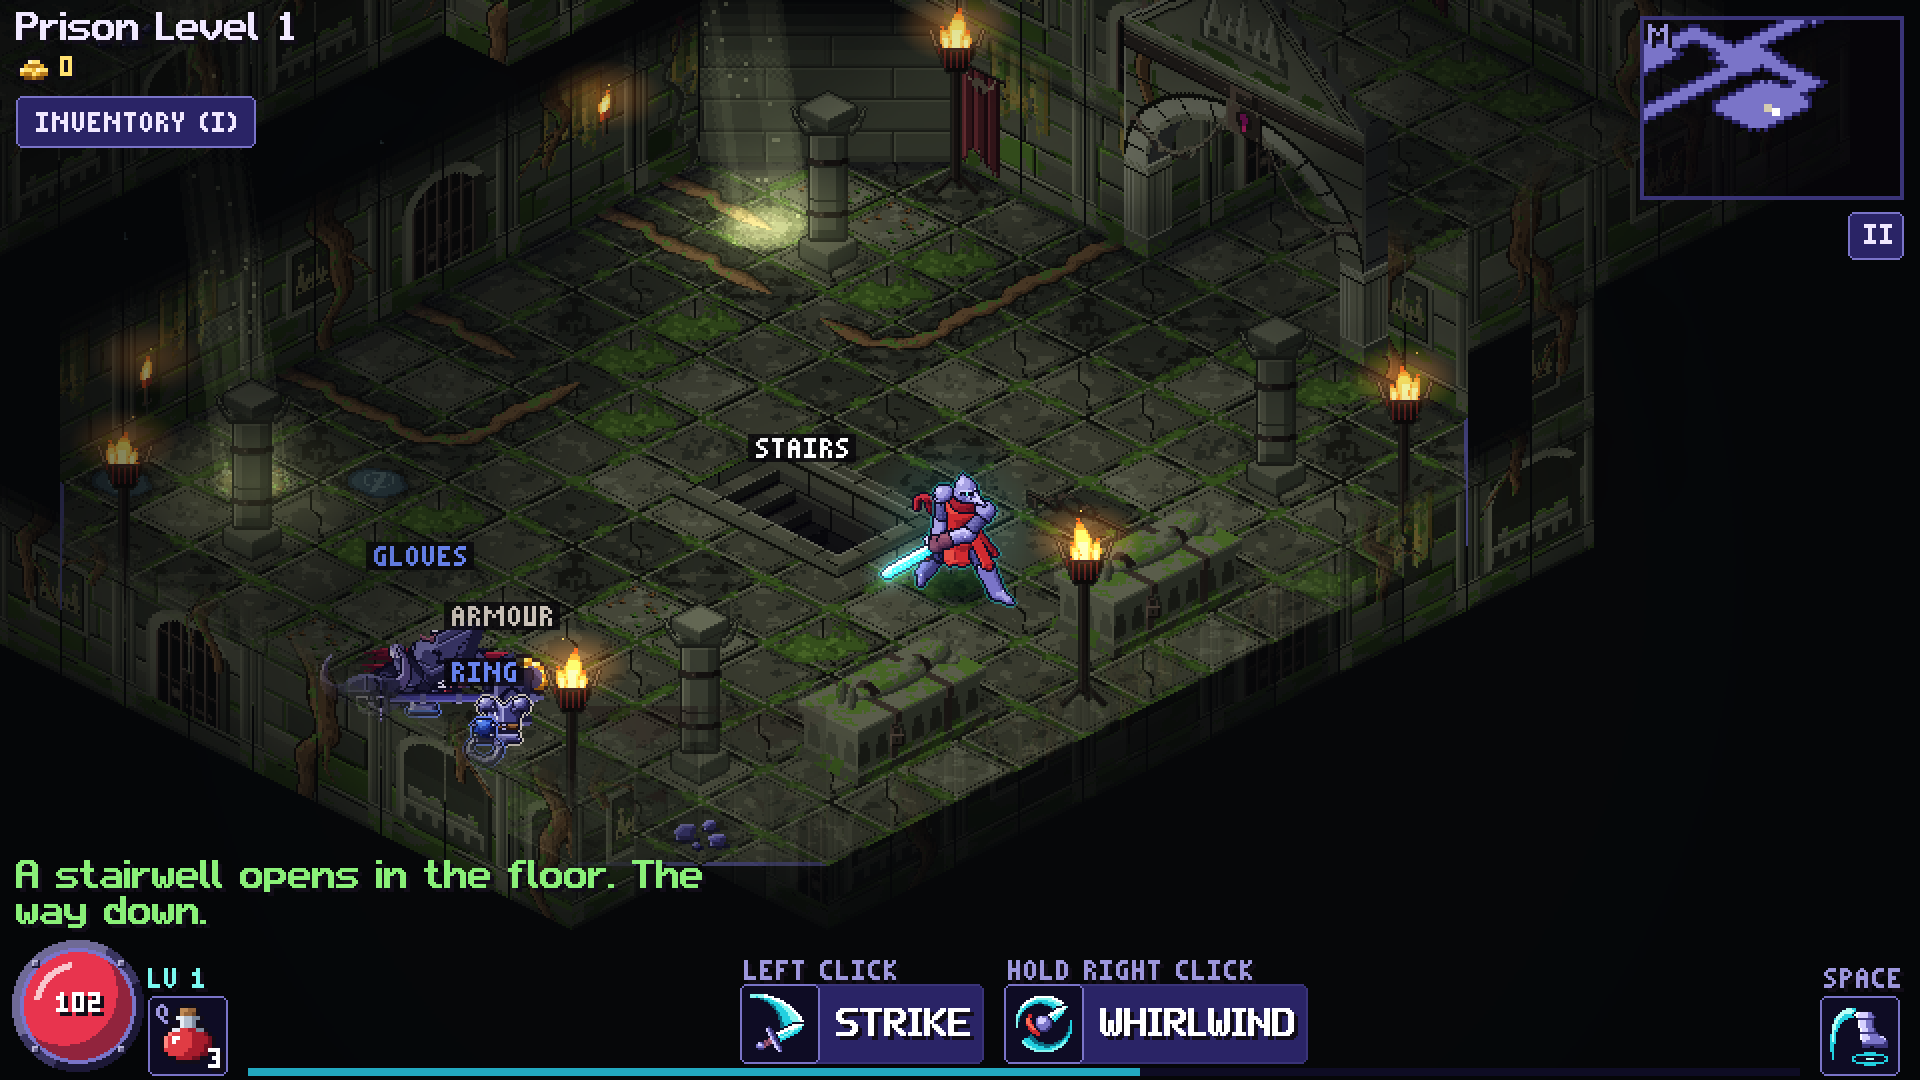 Prison Level 1
0
INVENTORY (I)
M
II
STAIRS
GLOVES
ARMOUR
RING
A stairwell opens in the floor. The
way down.
102
LV 1
Q
3
LEFT CLICK
STRIKE
HOLD RIGHT CLICK
WHIRLWIND
SPACE